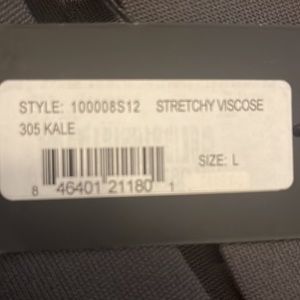 STYLE: 100008S12 STRETCHY VISCOSE
305 KALE
SIZE: L
8 46401 21180 1